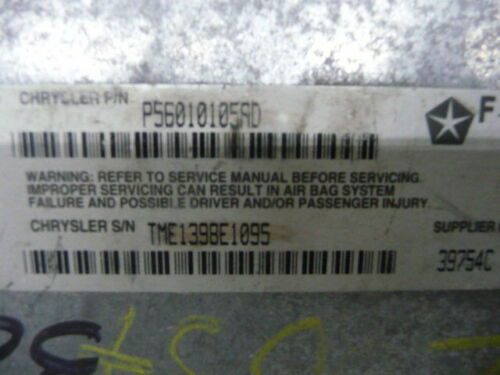 CHRYSLER P/N P56010105AD
F
WARNING: REFER TO SERVICE MANUAL BEFORE SERVICING.
IMPROPER SERVICING CAN RESULT IN AIR BAG SYSTEM
FAILURE AND POSSIBLE DRIVER AND/OR PASSENGER INJURY.
CHRYSLER S/N TME1398E1095
SUPPLIER
39754C